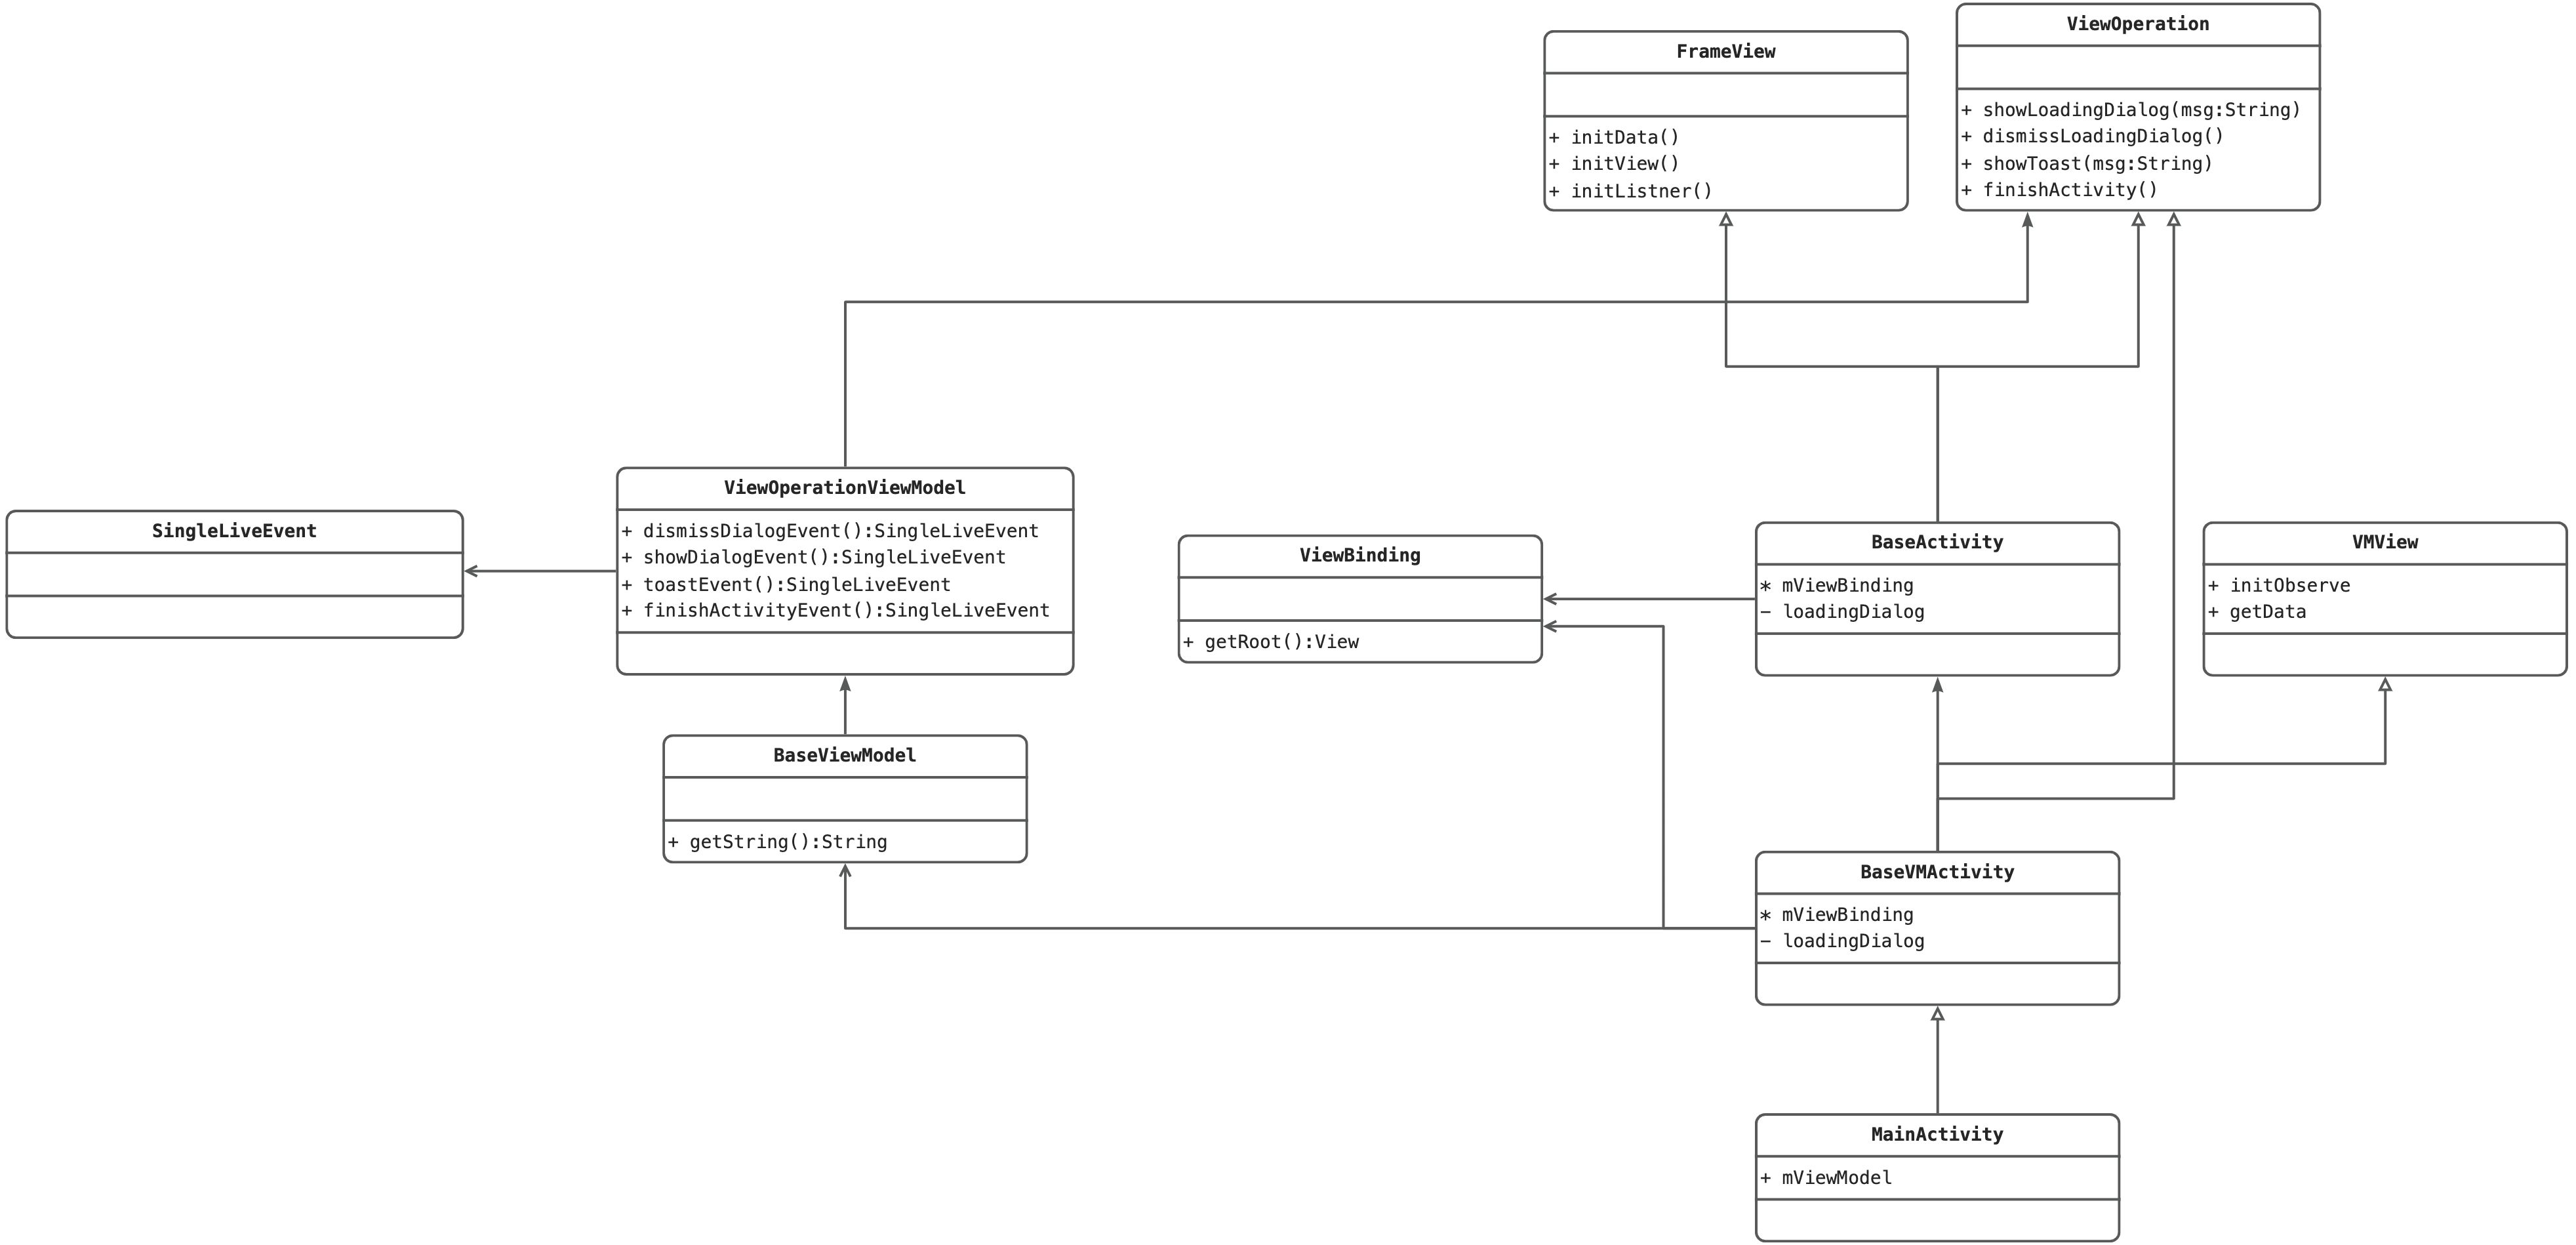 ViewOperation
+ showLoadingDialog(msg:String)
+ dismissLoadingDialog()
+ showToast(msg:String)
+ finishActivity()
FrameView
+ initData()
+ initView()
+ initListner()
ViewOperationViewModel
+ dismissDialogEvent():SingleLiveEvent
+ showDialogEvent():SingleLiveEvent
+ toastEvent():SingleLiveEvent
+ finishActivityEvent():SingleLiveEvent
SingleLiveEvent
ViewBinding
+ getRoot():View
BaseActivity
* mViewBinding
− loadingDialog
VMView
+ initObserve
+ getData
BaseViewModel
+ getString():String
BaseVMActivity
* mViewBinding
− loadingDialog
MainActivity
+ mViewModel